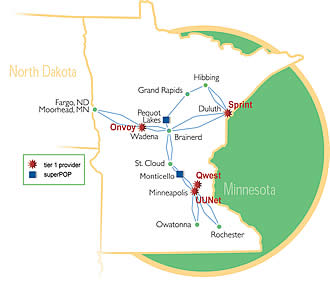 North Dakota
Hibbing
Grand Rapids
Fargo, ND
Moorhead, MN
Pequot
Lakes
Duluth
Sprint
Onvoy
Wadena
Brainerd
tier 1 provider
superPOP
St. Cloud
Monticello
Qwest
Minneapolis
Minnesota
UUNet
Owatonna
Rochester